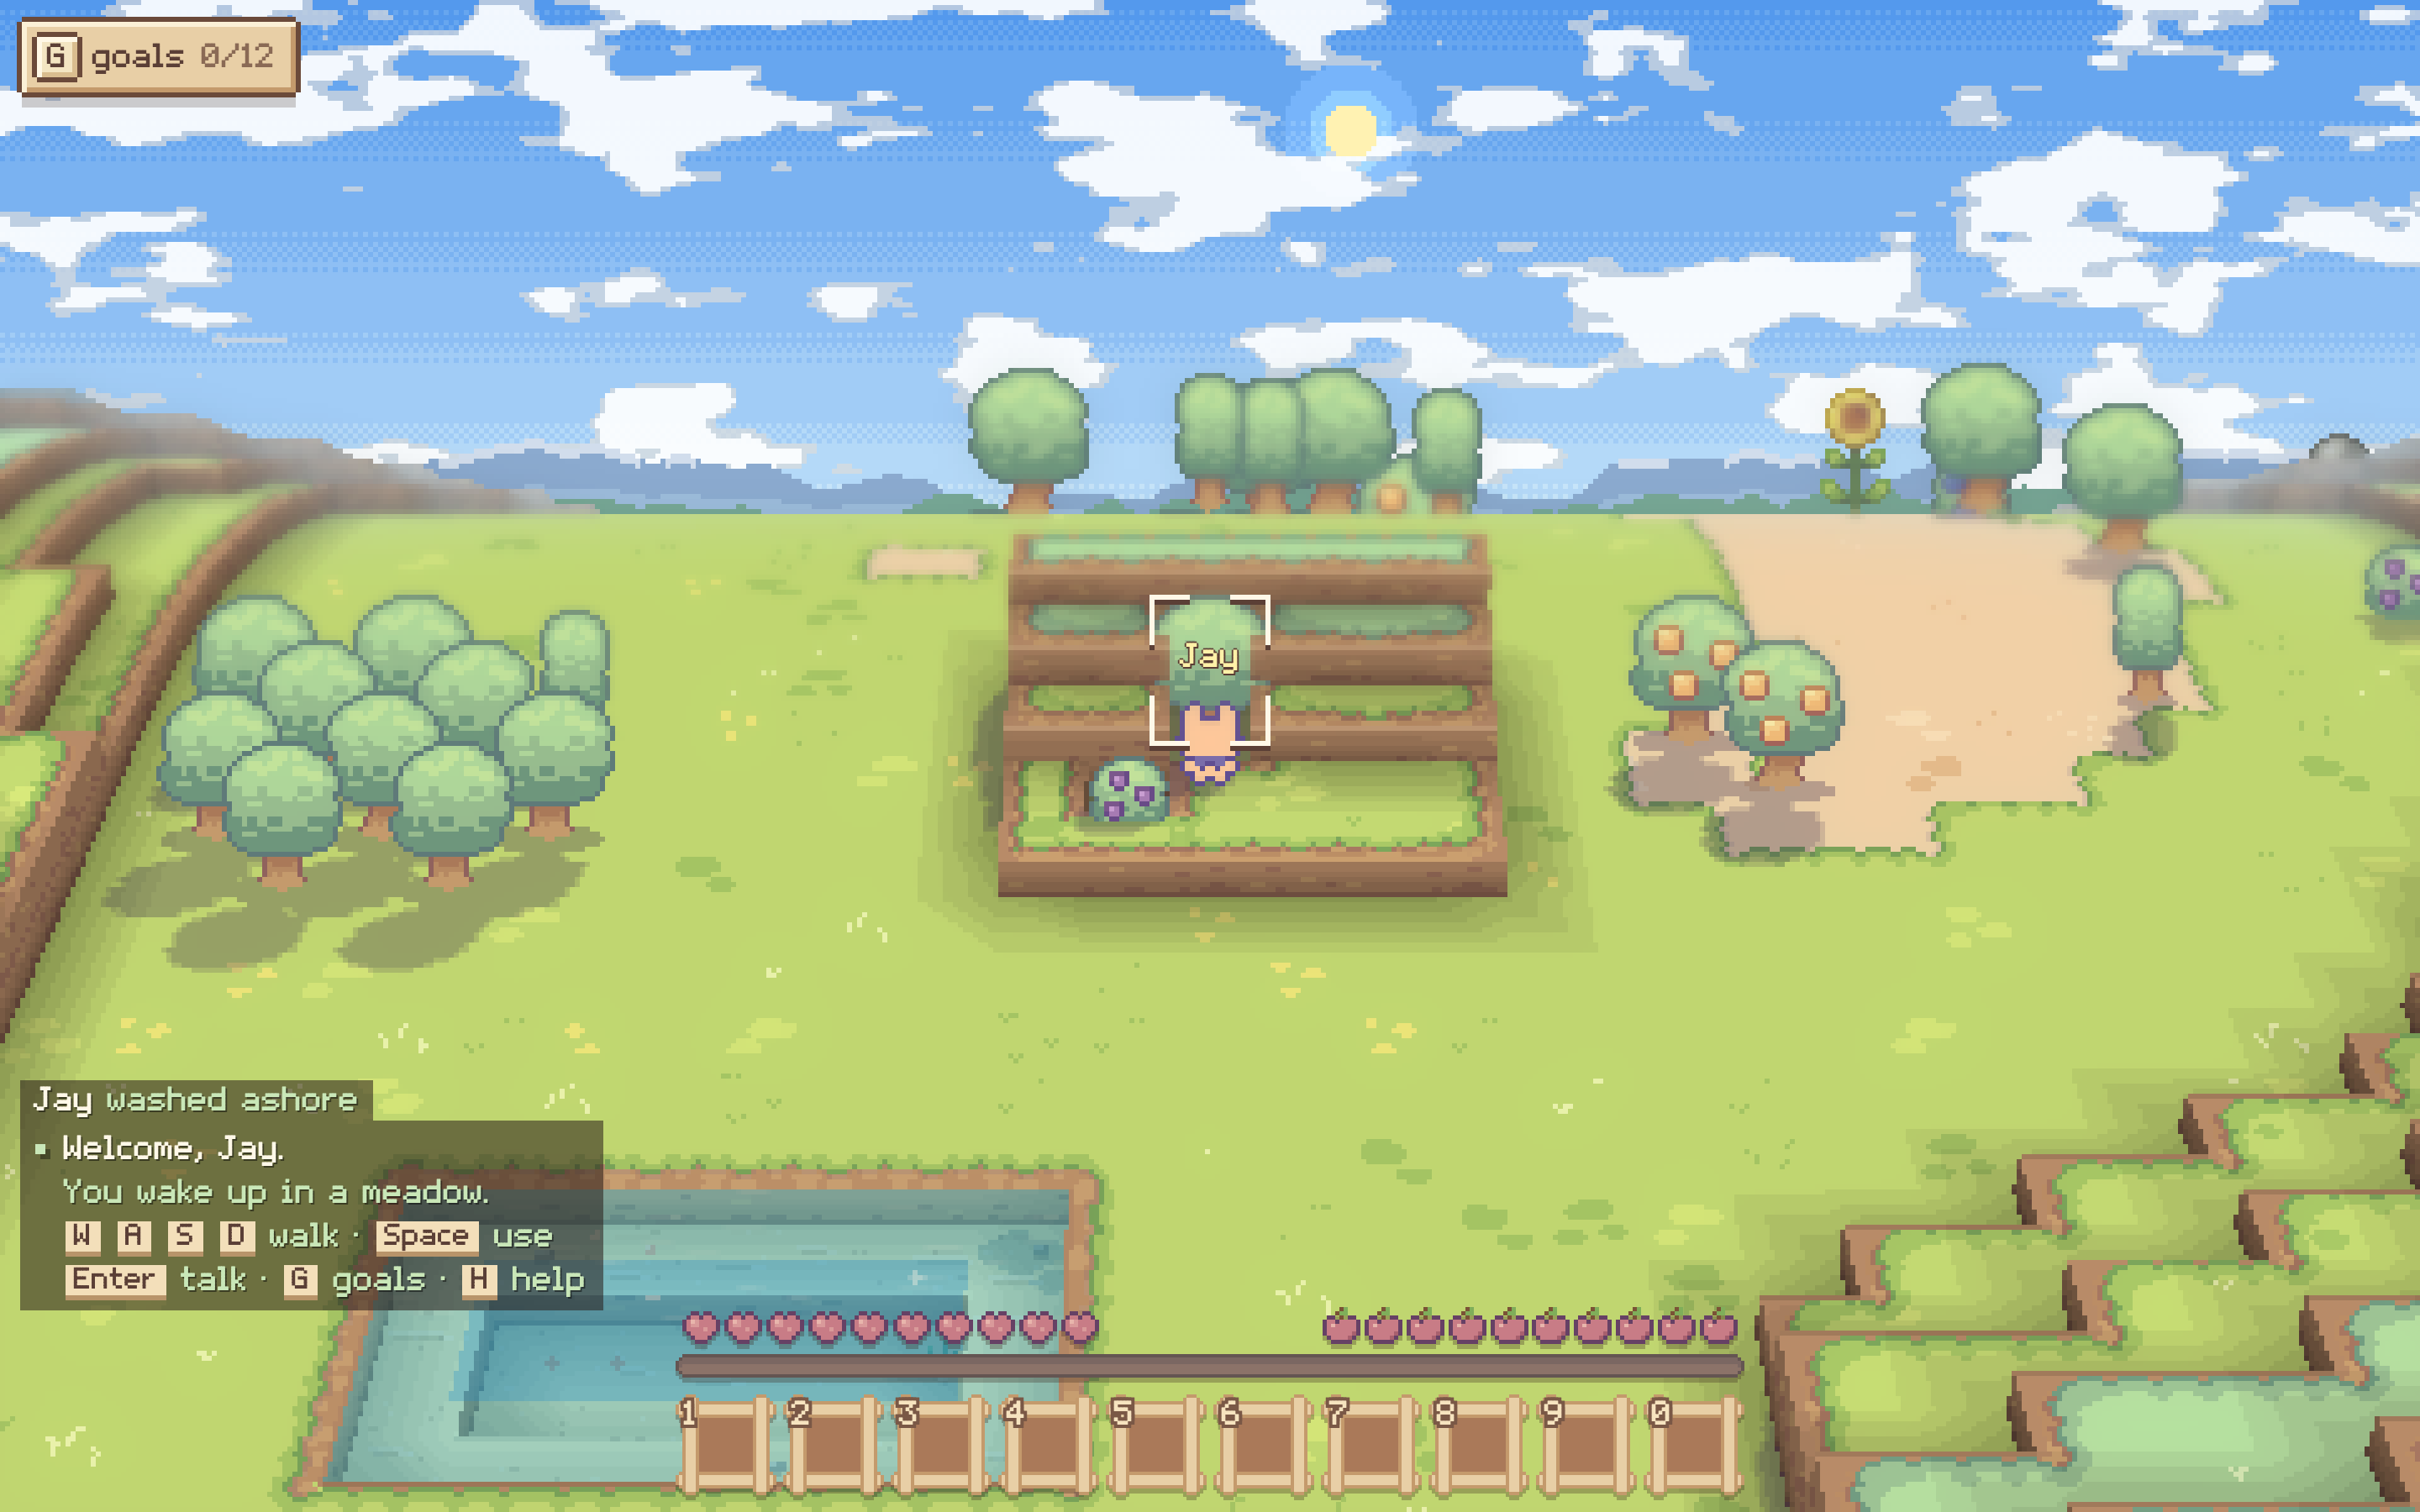 G goals 0/12
Jay
Jay washed ashore
Welcome, Jay.
You wake up in a meadow.
W A S D walk · Space use
Enter talk · G goals · H help
1 2 3 4 5 6 7 8 9 0